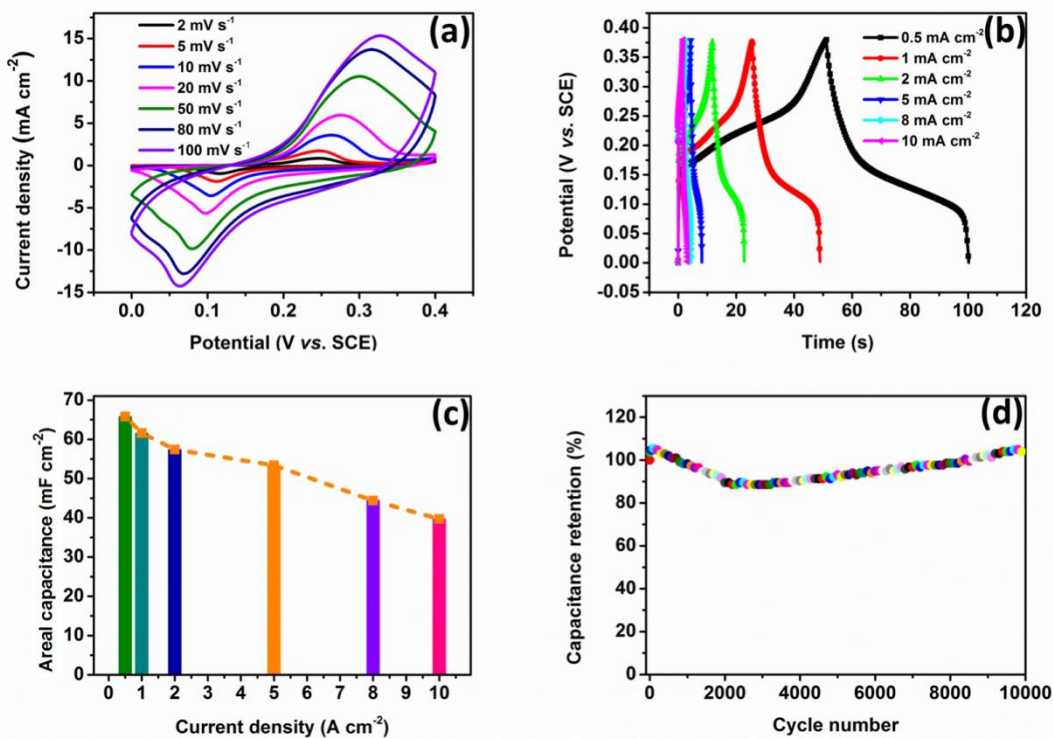 (a)
2 mV s⁻¹
5 mV s⁻¹
10 mV s⁻¹
20 mV s⁻¹
50 mV s⁻¹
80 mV s⁻¹
100 mV s⁻¹
15
10
5
0
-5
-10
-15
0.0 0.1 0.2 0.3 0.4
Current density (mA cm⁻²)
Potential (V vs. SCE)
(b)
0.5 mA cm⁻²
1 mA cm⁻²
2 mA cm⁻²
5 mA cm⁻²
8 mA cm⁻²
10 mA cm⁻²
0.40
0.35
0.30
0.25
0.20
0.15
0.10
0.05
0.00
-0.05
0 20 40 60 80 100 120
Potential (V vs. SCE)
Time (s)
(c)
70
60
50
40
30
20
10
0
0 1 2 3 4 5 6 7 8 9 10
Areal capacitance (mF cm⁻²)
Current density (A cm⁻²)
(d)
120
100
80
60
40
20
0
0 2000 4000 6000 8000 10000
Capacitance retention (%)
Cycle number